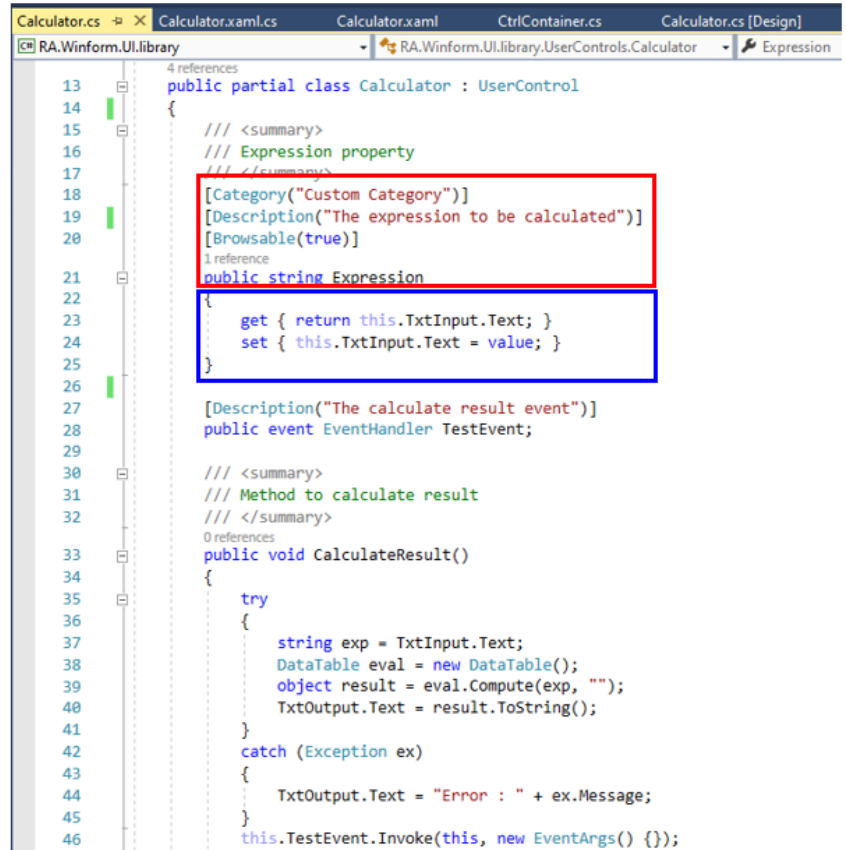 Calculator.cs Calculator.xaml.cs Calculator.xaml CtrlContainer.cs Calculator.cs [Design]
C# RA.Winform.UI.library RA.Winform.UI.library.UserControls.Calculator Expression
4 references
13 public partial class Calculator : UserControl
14 {
15 /// <summary>
16 /// Expression property
17 /// </summary>
18 [Category("Custom Category")]
19 [Description("The expression to be calculated")]
20 [Browsable(true)]
1 reference
21 public string Expression
22 {
23 get { return this.TxtInput.Text; }
24 set { this.TxtInput.Text = value; }
25 }
26
27 [Description("The calculate result event")]
28 public event EventHandler TestEvent;
29
30 /// <summary>
31 /// Method to calculate result
32 /// </summary>
0 references
33 public void CalculateResult()
34 {
35 try
36 {
37 string exp = TxtInput.Text;
38 DataTable eval = new DataTable();
39 object result = eval.Compute(exp, "");
40 TxtOutput.Text = result.ToString();
41 }
42 catch (Exception ex)
43 {
44 TxtOutput.Text = "Error : " + ex.Message;
45 }
46 this.TestEvent.Invoke(this, new EventArgs() {});